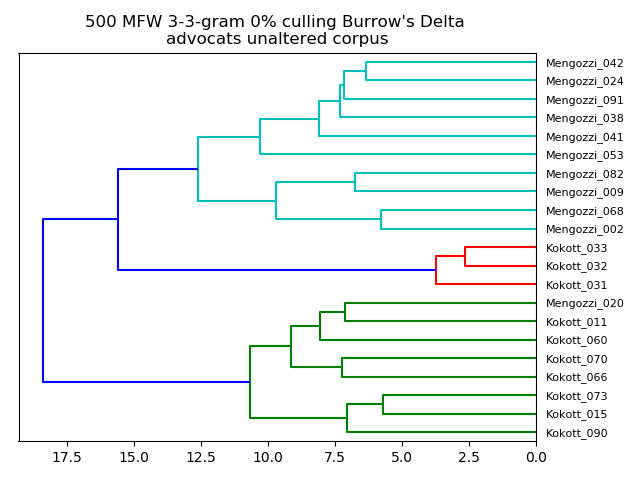 500 MFW 3-3-gram 0% culling Burrow's Delta
advocats unaltered corpus
Mengozzi_042
Mengozzi_024
Mengozzi_091
Mengozzi_038
Mengozzi_041
Mengozzi_053
Mengozzi_082
Mengozzi_009
Mengozzi_068
Mengozzi_002
Kokott_033
Kokott_032
Kokott_031
Mengozzi_020
Kokott_011
Kokott_060
Kokott_070
Kokott_066
Kokott_073
Kokott_015
Kokott_090
17.5 15.0 12.5 10.0 7.5 5.0 2.5 0.0